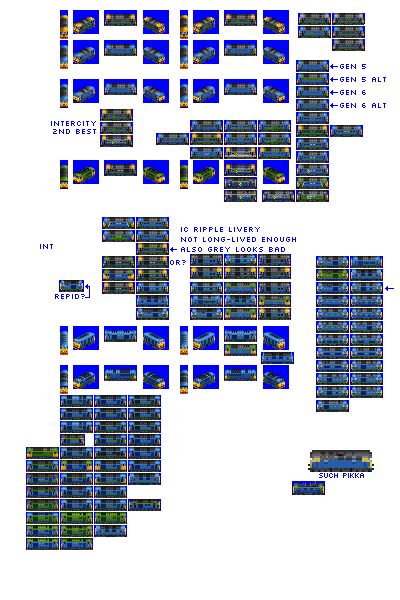 GEN 5
GEN 5 ALT
GEN 6
GEN 6 ALT
INTERCITY
2ND BEST
IC RIPPLE LIVERY
NOT LONG-LIVED ENOUGH
ALSO GREY LOOKS BAD
INT
OR?
REPID?
SUCH PIKKA